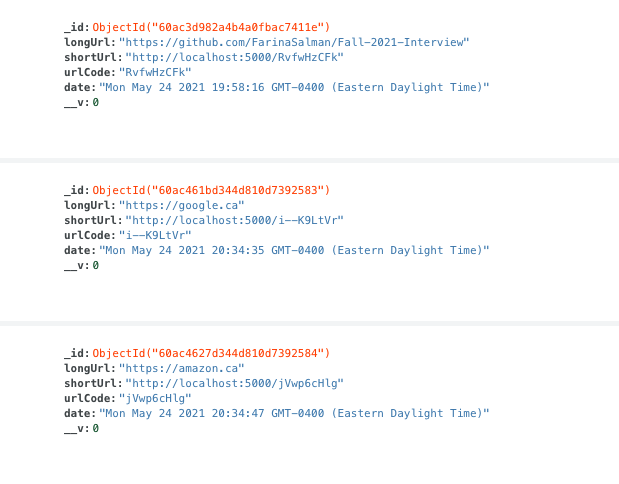 _id: ObjectId("60ac3d982a4b4a0fbac7411e")
longUrl: "https://github.com/FarinaSalman/Fall-2021-Interview"
shortUrl: "http://localhost:5000/RvfwHzCFk"
urlCode: "RvfwHzCFk"
date: "Mon May 24 2021 19:58:16 GMT-0400 (Eastern Daylight Time)"
__v: 0
_id: ObjectId("60ac461bd344d810d7392583")
longUrl: "https://google.ca"
shortUrl: "http://localhost:5000/i--K9LtVr"
urlCode: "i--K9LtVr"
date: "Mon May 24 2021 20:34:35 GMT-0400 (Eastern Daylight Time)"
__v: 0
_id: ObjectId("60ac4627d344d810d7392584")
longUrl: "https://amazon.ca"
shortUrl: "http://localhost:5000/jVwp6cHlg"
urlCode: "jVwp6cHlg"
date: "Mon May 24 2021 20:34:47 GMT-0400 (Eastern Daylight Time)"
__v: 0